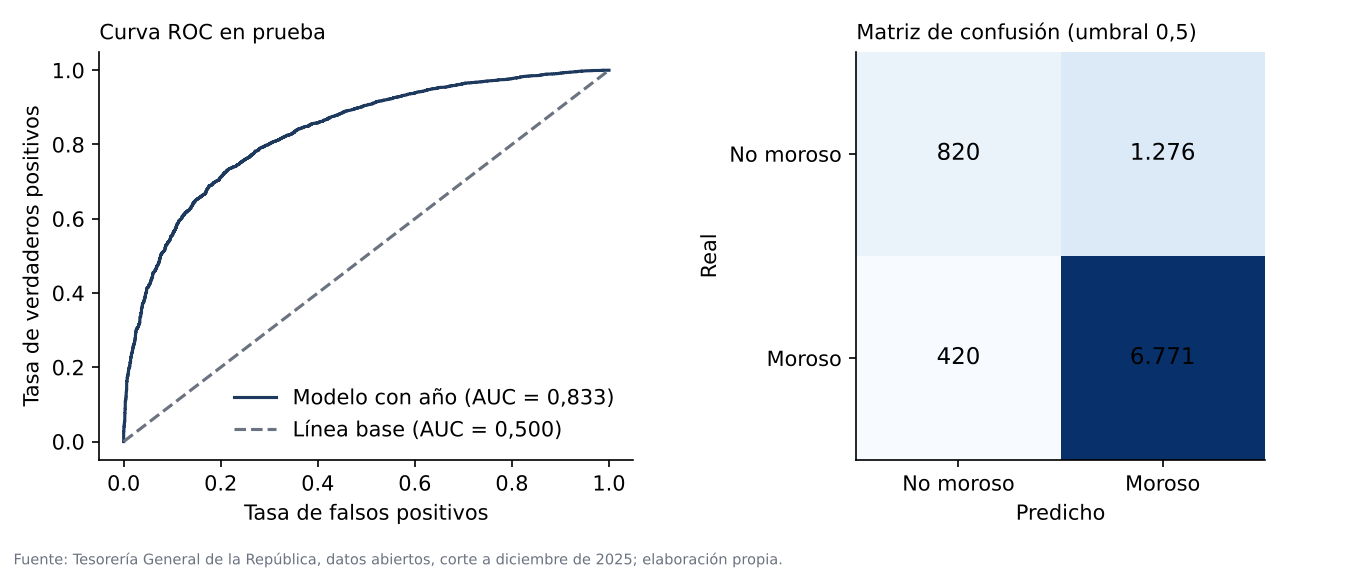 Curva ROC en prueba
Tasa de verdaderos positivos
1.0
0.8
0.6
0.4
0.2
0.0
Modelo con año (AUC = 0,833)
Línea base (AUC = 0,500)
0.0 0.2 0.4 0.6 0.8 1.0
Tasa de falsos positivos
Matriz de confusión (umbral 0,5)
Real
No moroso 820 1.276
Moroso 420 6.771
No moroso Moroso
Predicho
Fuente: Tesorería General de la República, datos abiertos, corte a diciembre de 2025; elaboración propia.